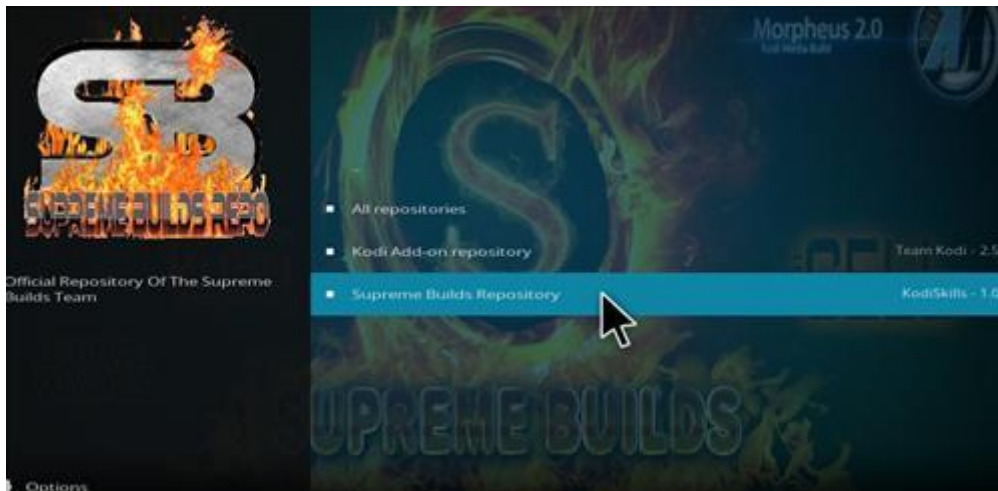 SUPREME BUILDS REPO
Official Repository Of The Supreme
Builds Team
Options
Morpheus 2.0
Kodi Media Build
All repositories
Kodi Add-on repository Team Kodi - 2.5
Supreme Builds Repository KodiSkills - 1.0
SUPREME BUILDS